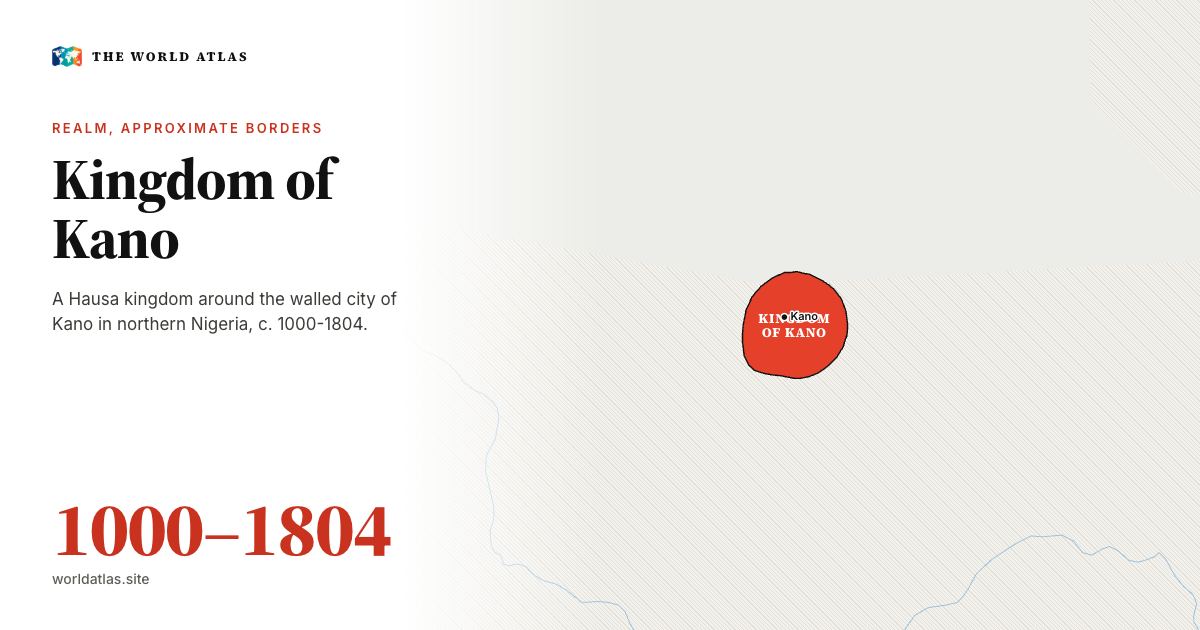 THE WORLD ATLAS
REALM, APPROXIMATE BORDERS
Kingdom of
Kano
A Hausa kingdom around the walled city of
Kano in northern Nigeria, c. 1000-1804.
1000–1804
worldatlas.site
KINGDOM
Kano
OF KANO